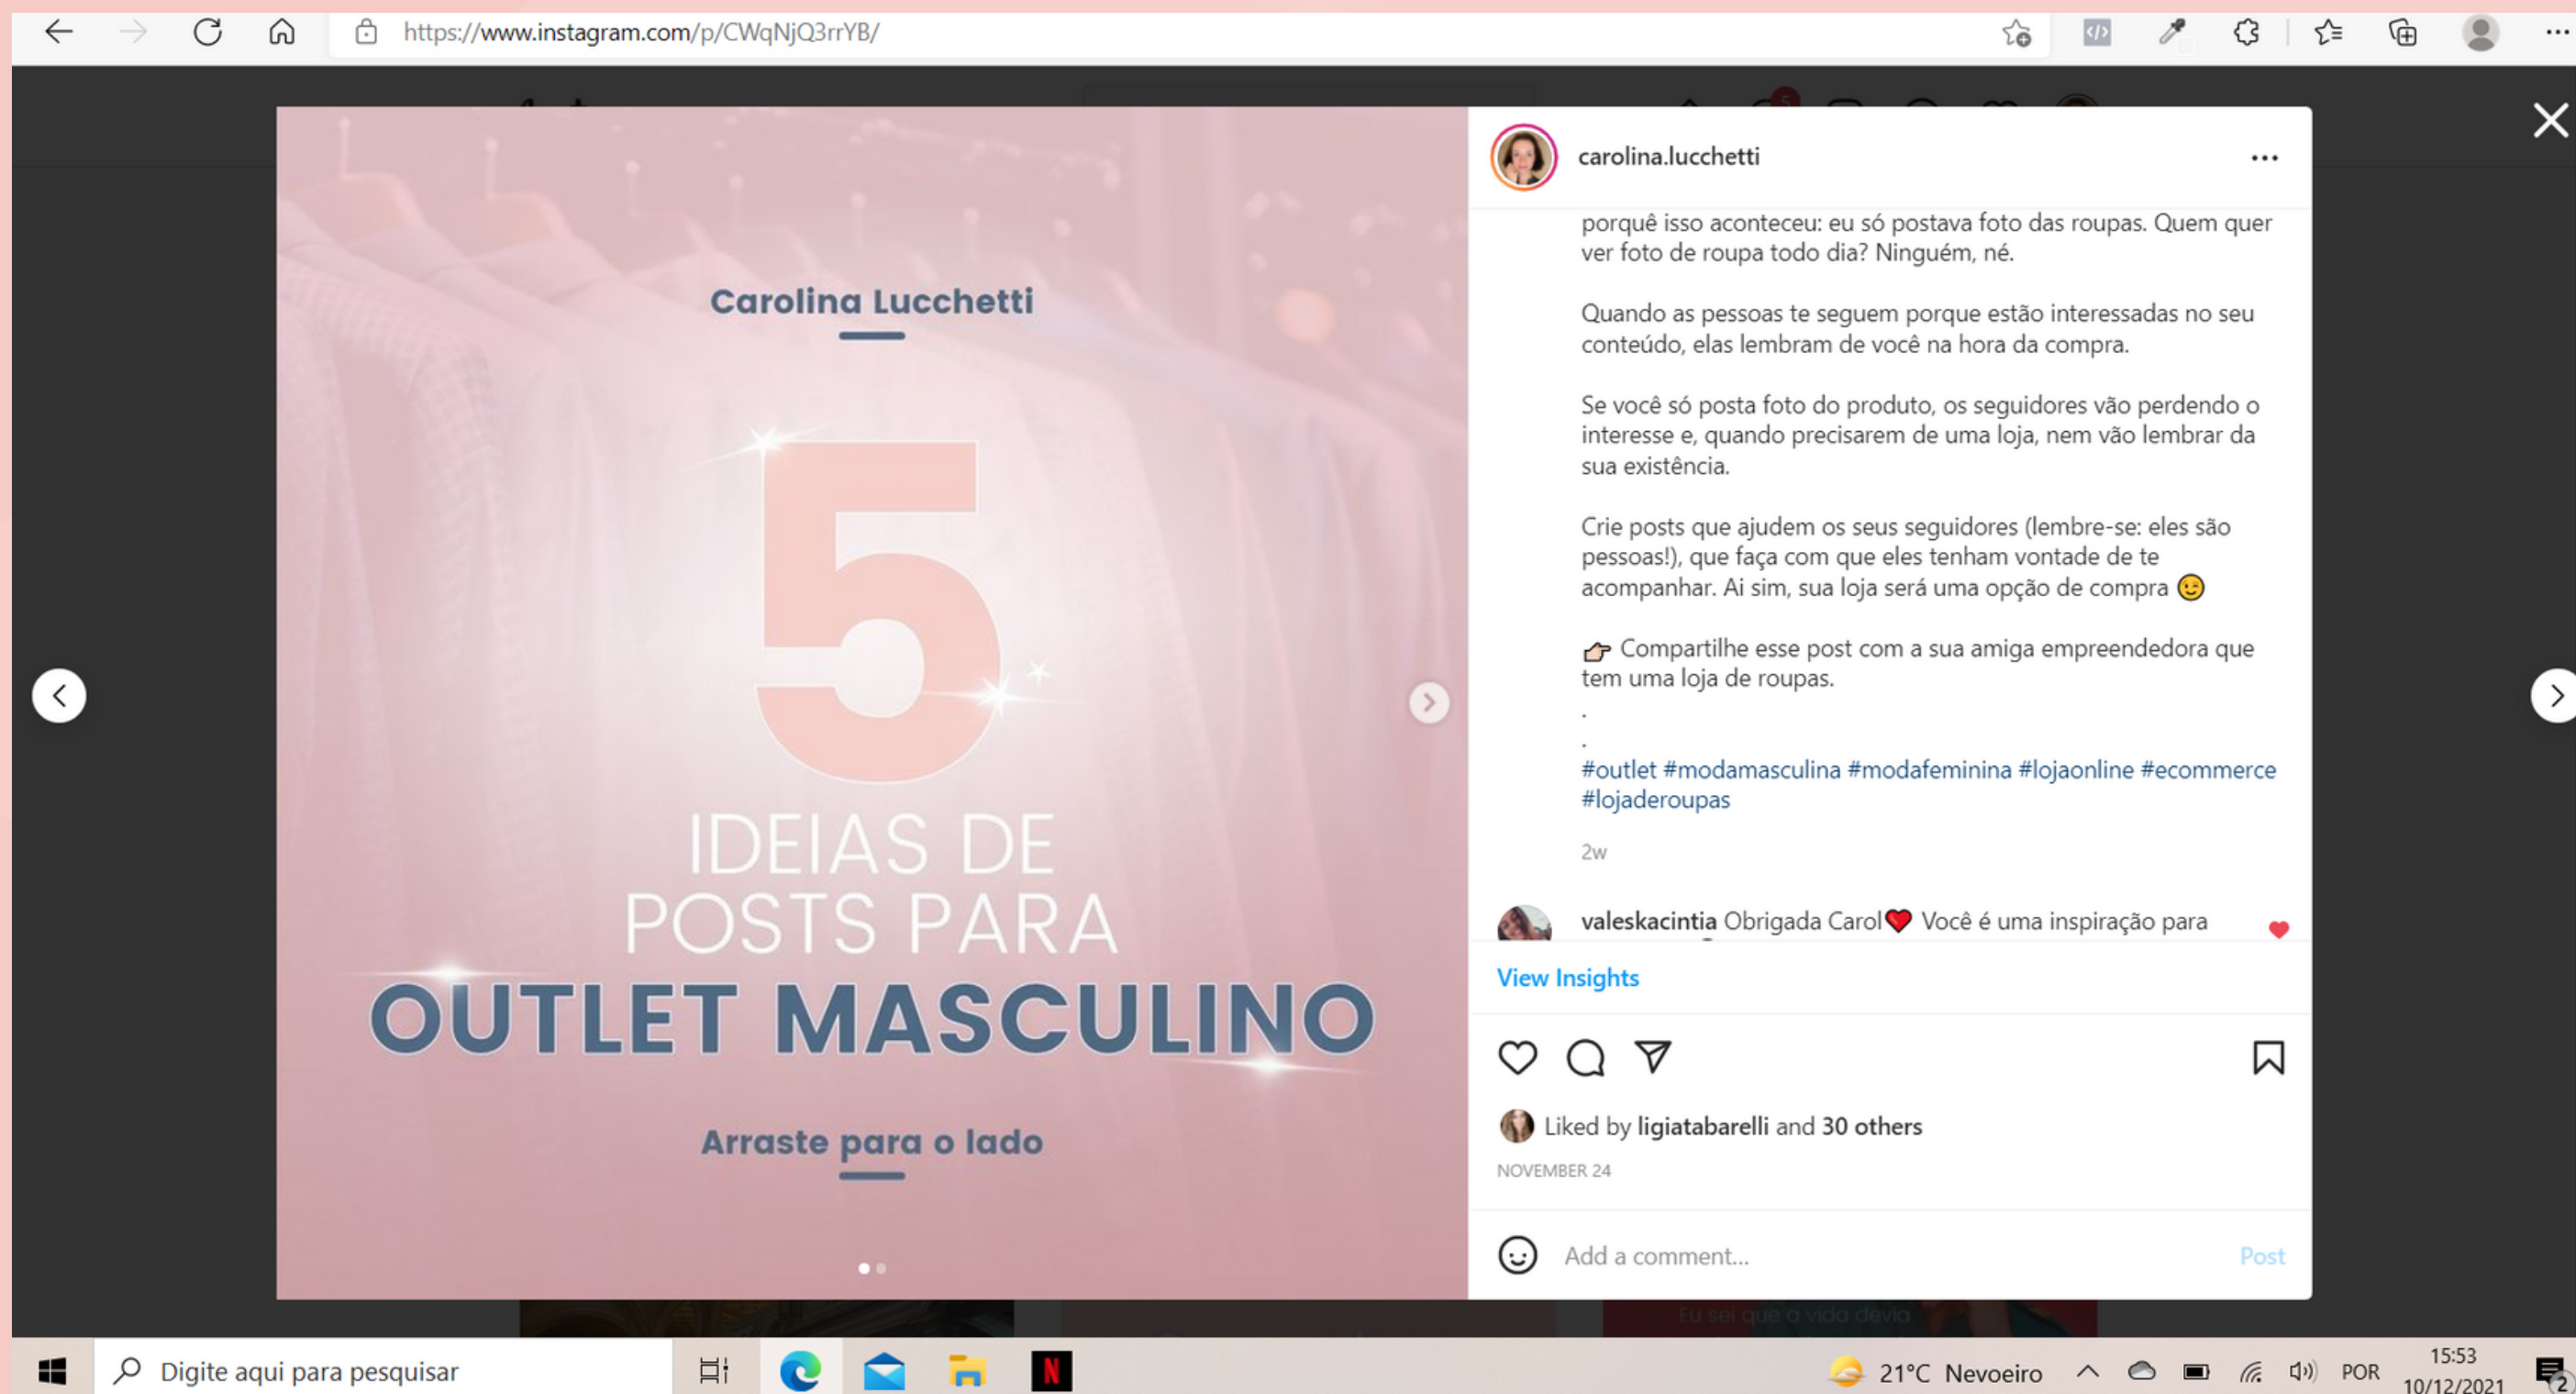 https://www.instagram.com/p/CWqNjQ3rrYB/
5
Carolina Lucchetti
5
IDEIAS DE
POSTS PARA
OUTLET MASCULINO
Arraste para o lado
carolina.lucchetti
porquê isso aconteceu: eu só postava foto das roupas. Quem quer
ver foto de roupa todo dia? Ninguém, né.
Quando as pessoas te seguem porque estão interessadas no seu
conteúdo, elas lembram de você na hora da compra.
Se você só posta foto do produto, os seguidores vão perdendo o
interesse e, quando precisarem de uma loja, nem vão lembrar da
sua existência.
Crie posts que ajudem os seus seguidores (lembre-se: eles são
pessoas!), que faça com que eles tenham vontade de te
acompanhar. Ai sim, sua loja será uma opção de compra 😉
👉🏻 Compartilhe esse post com a sua amiga empreendedora que
tem uma loja de roupas.
.
.
#outlet #modamasculina #modafeminina #lojaonline #ecommerce
#lojaderoupas
2w
valeskacintia Obrigada Carol❤️ Você é uma inspiração para
View Insights
Liked by ligiatabarelli and 30 others
NOVEMBER 24
Add a comment...
Post
Eu sei que a vida devia
Digite aqui para pesquisar
N
21°C Nevoeiro
POR
15:53
10/12/2021
2